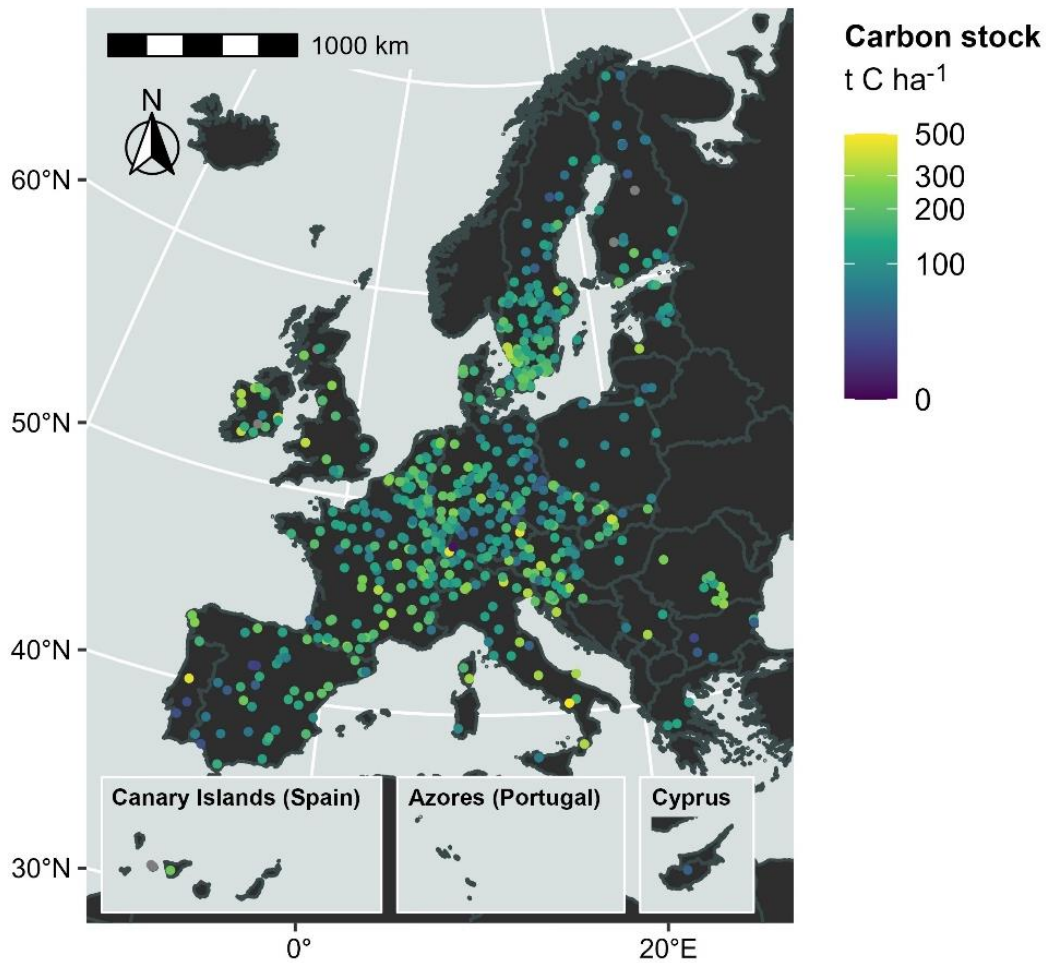 1000 km
N
60°N
50°N
40°N
30°N
0°
20°E
Canary Islands (Spain)
Azores (Portugal)
Cyprus
Carbon stock
t C ha-1
500
300
200
100
0